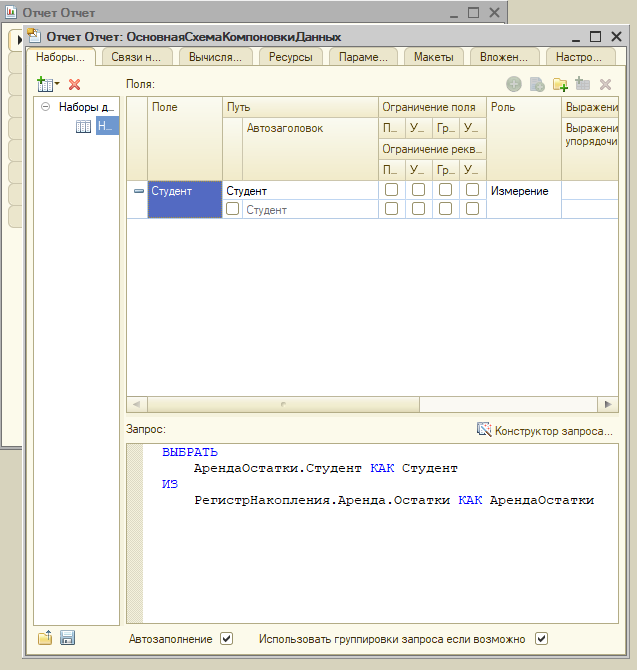 Отчет Отчет
Отчет Отчет: ОсновнаяСхемаКомпоновкиДанных
Наборы... Связи н... Вычисля... Ресурсы Параме... Макеты Вложен... Настро...
Поля:
Наборы д...
Н...
Поле Путь Ограничение поля Роль Выражен
Автозаголовок П... У... Гр... У... Выражени
Ограничение рекв... упорядочи
П... У... Гр... У...
Студент Студент Измерение
Студент
Запрос: Конструктор запроса...
ВЫБРАТЬ
АрендаОстатки.Студент КАК Студент
ИЗ
РегистрНакопления.Аренда.Остатки КАК АрендаОстатки
Автозаполнение Использовать группировки запроса если возможно